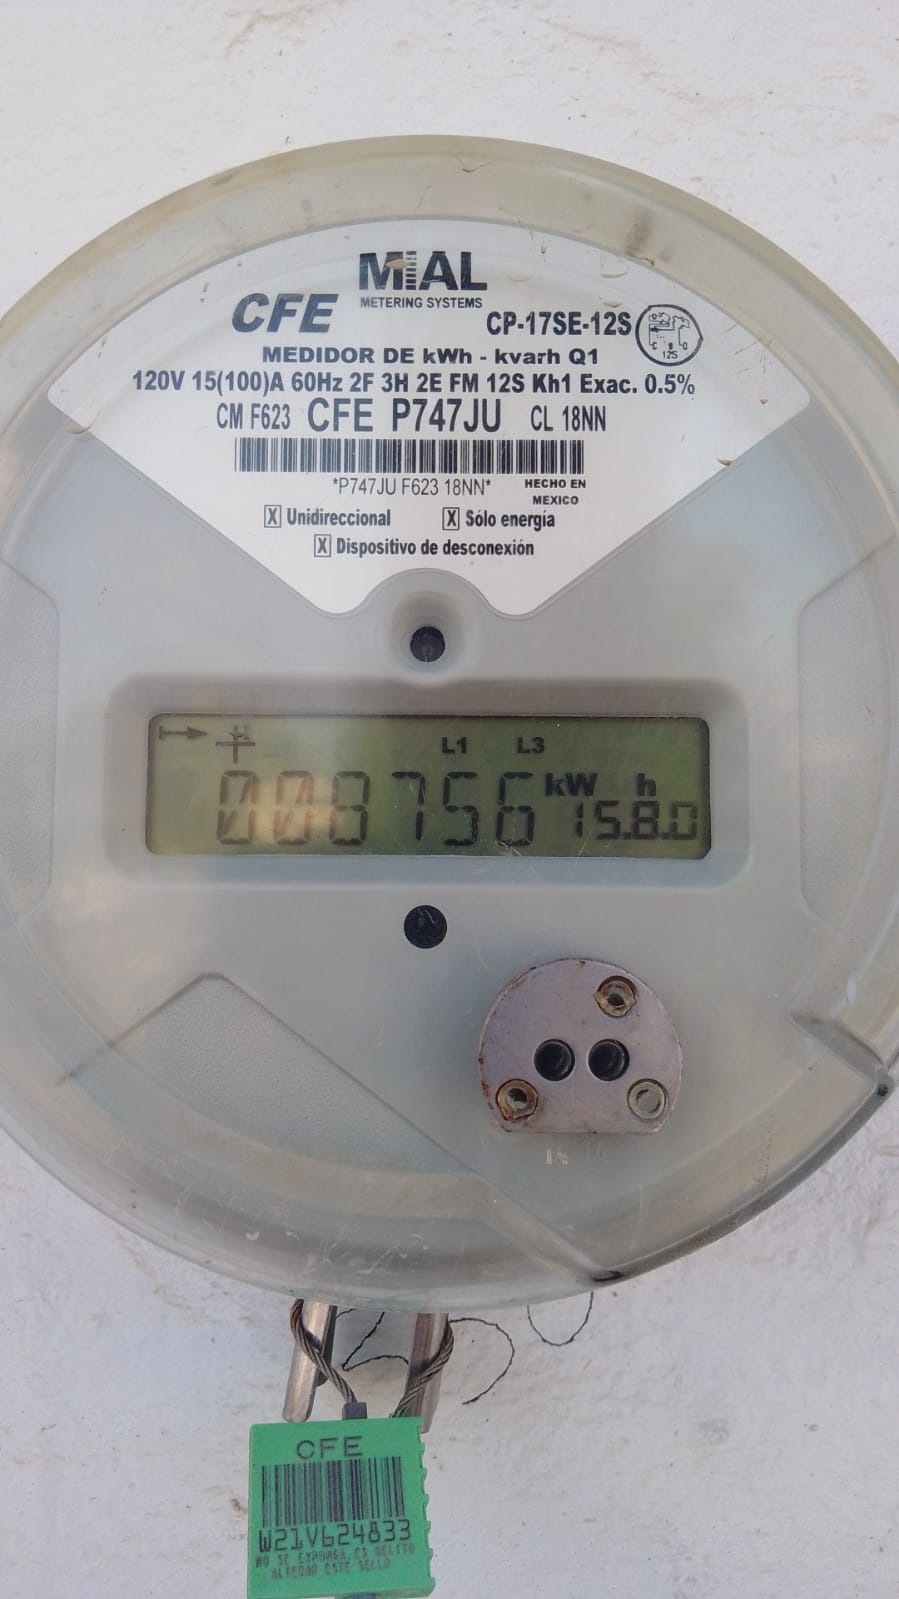 MIAL
METERING SYSTEMS
CFE
CP-17SE-12S
12S
MEDIDOR DE kWh - kvarh Q1
120V 15(100)A 60Hz 2F 3H 2E FM 12S Kh1 Exac. 0.5%
CM F623 CFE P747JU CL 18NN
*P747JU F623 18NN*
HECHO EN
MEXICO
X Unidireccional X Sólo energía
X Dispositivo de desconexión
L1 L3
008756 kW h 15.8.0
CFE
W21V624833
NO SE EXPONGA, ES DELITO
ALTERAR ESTE SELLO